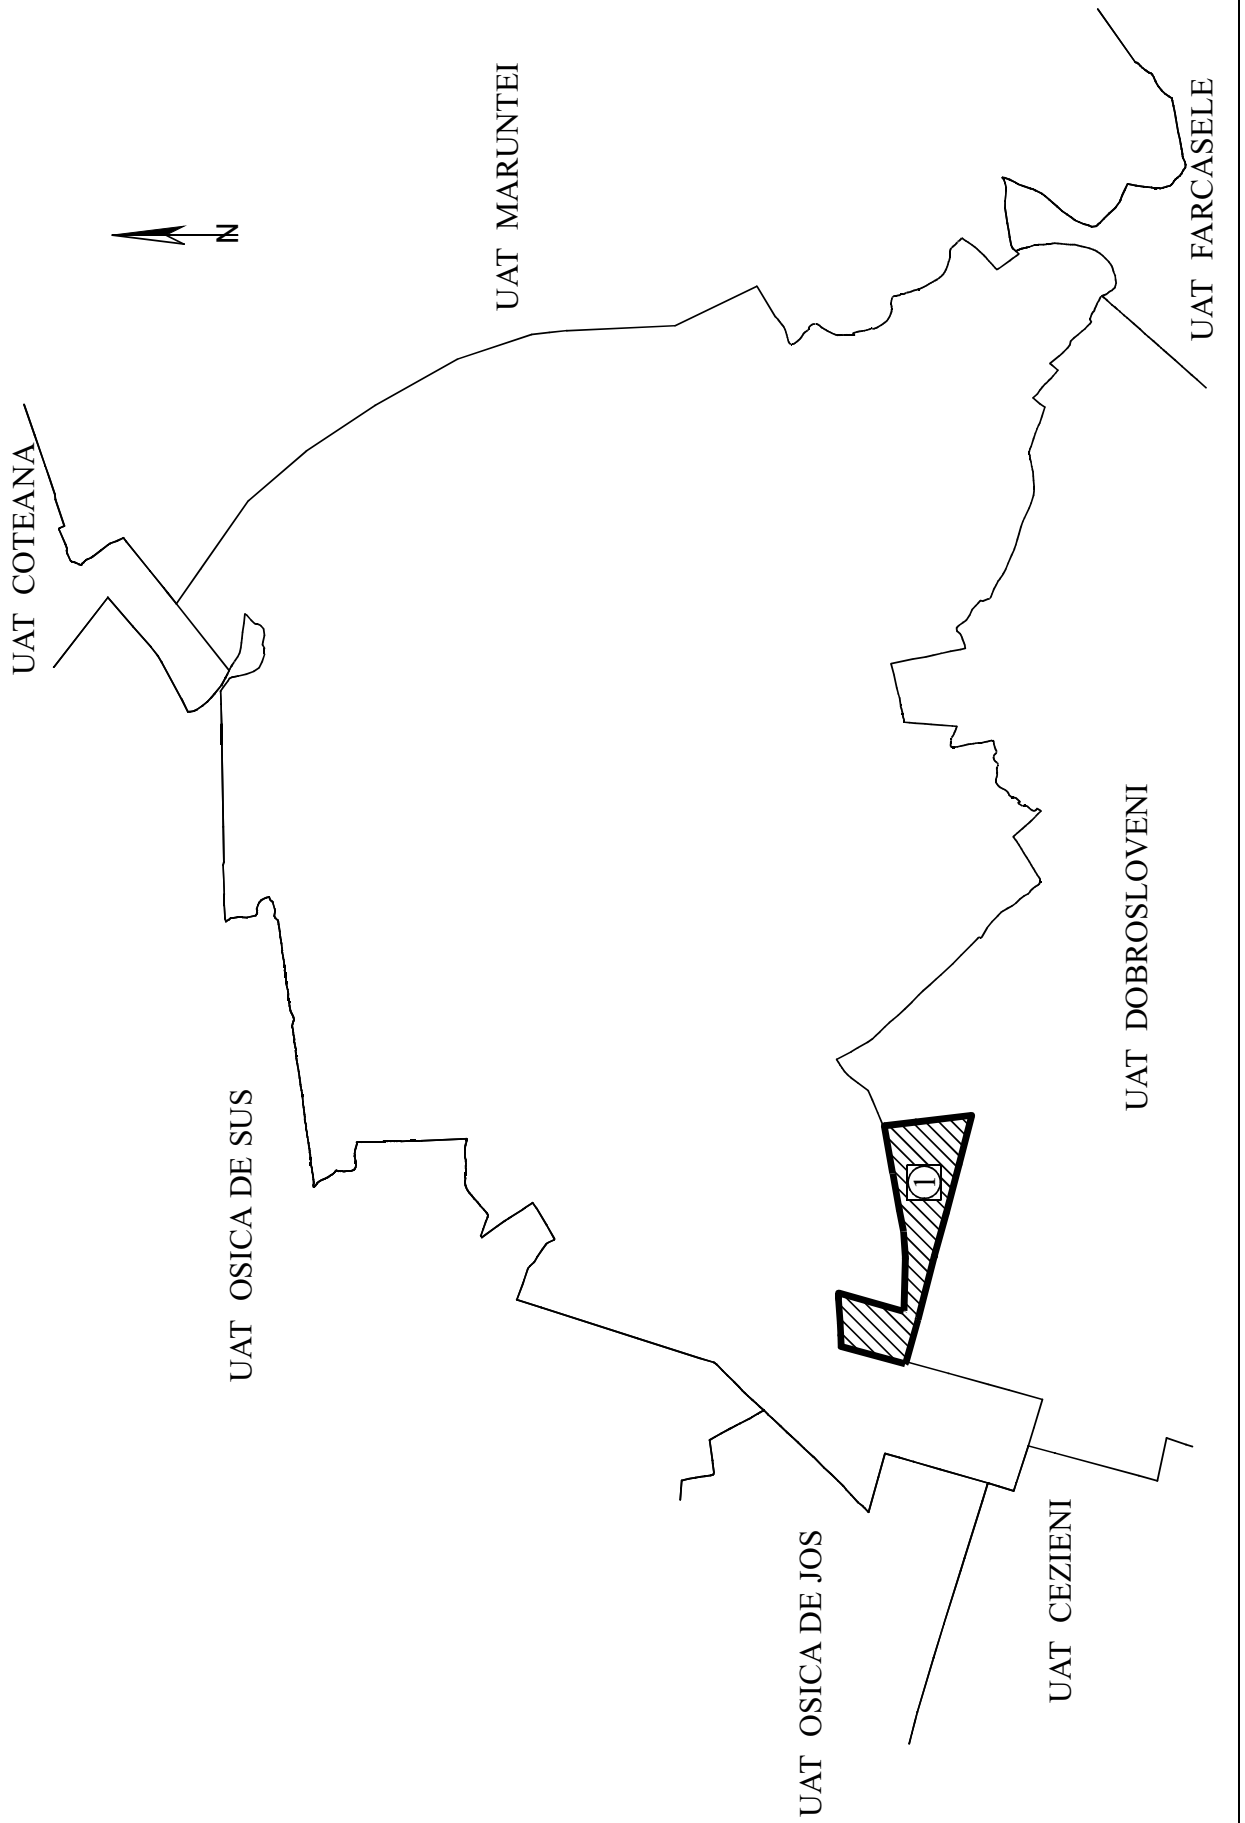 UAT COTEANA
UAT MARUNTEI
N
UAT FARCASELE
UAT OSICA DE SUS
UAT DOBROSLOVENI
1
UAT OSICA DE JOS
UAT CEZIENI